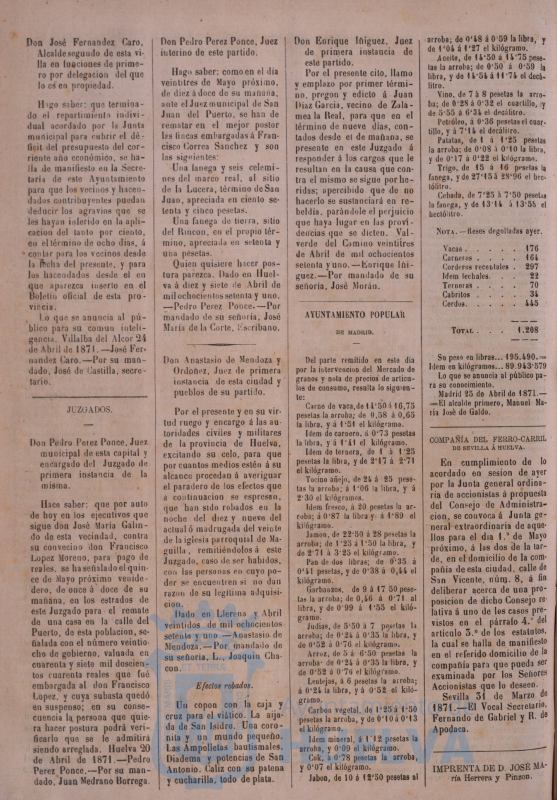 Don José Fernandez Caro,
Alcalde segundo de esta vi-
lla en funciones de prime-
ro por delegacion del que
lo es en propiedad.
Hago saber: que termina-
do el repartimiento indivi-
dual acordado por la Junta
municipal para cubrir el dé-
ficit del presupuesto del cor-
riente año económico, se ha-
lla de manifiesto en la Secre-
taría de este Ayuntamiento
para que los vecinos y hacen-
dados contribuyentes puedan
deducir los agravios que se
les hayan inferido en la apli-
cacion del tanto por ciento,
en el término de ocho dias, á
contar para los vecinos desde
la fecha del presente, y para
los hacendados desde el en
que aparezca inserto en el
Boletin oficial de esta pro-
vincia.
Lo que se anuncia al pú-
blico para su comun inteli-
gencia. Villalba del Alcor 24
de Abril de 1871.—José Fer-
nandez Caro.—Por su man-
dado, José de Castilla, secre-
tario.
JUZGADOS.
Don Pedro Perez Ponce, Juez
municipal de esta capital y
encargado del Juzgado de
primera instancia de la
misma.
Hace saber: que por auto
de hoy en los ejecutivos que
sigue don José María Galin-
do de esta vecindad, contra
su convecino don Francisco
Lopez Moreno, para pago de
reales, se ha señalado el quin-
ce de Mayo próximo venide-
dero, de once á doce de su
mañana, en los estrados de
este Juzgado para el remate
de una casa en la calle del
Puerto, de esta poblacion, se-
ñalada con el número veintio-
cho de gobierno, valuada en
cuarenta y siete mil doscien-
tos cuarenta reales que fué
embargada al don Francisco
Lopez, y cuya subasta quedó
en suspenso; en su conse-
cuencia la persona que quie-
ra hacer postura podrá veri-
ficarlo que se le admitirá
siendo arreglada. Huelva 20
de Abril de 1871.—Pedro
Perez Ponce.—Por su man-
dado, Juan Nedrano Borrega.
Don Pedro Perez Ponce, Juez
interino de este partido.
Hago saber: como en el dia
veintitres de Mayo próximo,
de diez á doce de su mañana,
ante el Juez municipal de San
Juan del Puerto, se han de
rematar en el mejor postor
las fincas embargadas á Fran-
cisco Correa Sanchez y son
las siguientes:
Una fanega y seis celemi-
nes del marco real, al sitio
de la Lucera, término de San
Juan, apreciada en ciento se-
tenta y cinco pesetas.
Una fanega de tierra, sitio
del Rincon, en el propio tér-
mino, apreciada en setenta y
una pesetas.
Quien quisiere hacer pos-
tura parezca. Dado en Huel-
va á diez y siete de Abril de
mil ochocientos setenta y uno.
—Pedro Perez Ponce.—Por
mandado de su señoría, José
María de la Corte, Escribano.
Don Anastasio de Mendoza y
Ordoñez, Juez de primera
instancia de esta ciudad y
pueblos de su partido.
Por el presente y en su vir-
tud ruego y encargo á las au-
toridades civiles y militares
de la provincia de Huelva,
excitando su celo, para que
por cuantos medios estén á su
alcance procedan á averiguar
el paradero de los efectos que
a continuacion se espresan,
que han sido robados en la
noche del diez y nueve del
actual ó madrugada del veinte
de la iglesia parroquial de Ma-
guilla, remitiéndolos á este
Juzgado, caso de ser habidos,
con las personas en cuyo po-
der se encuentren si no dan
razon de su legítima adquisi-
cion.
Dado en Llerena y Abril
veintidos de mil ochocientos
setenta y uno—Anastasio de
Mendoza.—Por mandado de
su señoría, L., Joaquin Cha-
con.
Efectos robados.
Un copon con la caja y
cruz para el viático. La alja-
da de San Isidro. Una coro-
nita y un mundo pequeño.
Las Ampolletas bautismales.
Diadema y potencias de San
Antonio. Caliz con su patena
y cucharilla, todo de plata.
Don Enrique Iñiguez, Juez
de primera instancia de
este partido.
Por el presente cito, llamo
y emplazo por primer térmi-
no, pregon y edicto á Juan
Diaz García, vecino de Zala-
mea la Real, para que en el
término de nueve dias, con-
tados desde el de mañana, se
presente en este Juzgado á
responder á los cargos que le
resultan en la causa que con-
tra el mismo se sigue por he-
ridas; apercibido que de no
hacerlo se sustanciará en re-
beldía, parándole el perjuicio
que haya lugar en las provi-
dencias que se dicten. Val-
verde del Camino veintitres
de Abril de mil ochocientos
setenta y uno.—Enrique Iñi-
guez.—Por mandado de su
señoría, José Morán.
AYUNTAMIENTO POPULAR
DE MADRID.
Del parte remitido en este dia
por la intervencion del Mercado de
granos y nota de precios de artícu-
los de consumo, resulta lo siguien-
te:
Carne de vaca, de 14'50 á 16,75
pesetas la arroba; de 0,58 á 0,65
la libra, y á 1'51 el kilógramo.
Idem de carnero, á 0'73 pesetas
la libra, y á 1'41 el kilógramo.
Idem de ternera, de 1 á 1'25
pesetas la libra, y de 2'17 á 2'71
el kilógramo.
Tocino añejo, de 24 á 25 pese-
tas la arroba; á 1'06 la libra, y á
2'30 el kilógramo.
Idem fresco, á 20 pesetas la ar-
roba; á 0'87 la libra y á 1'89 el
kilógramo.
Jamon, de 22'50 á 28 pesetas la
arroba; de 1'25 á 1'50 la libra, y
de 2'71 á 3'25 el kilógramo.
Pan de dos libras; de 0'35 á
0'41 pesetas, y de 0'38 á 0,44 el
kilógramo.
Garbanzos, de 9 á 17 50 pese-
tas la arroba; de 0,46 á 0'71 al
libra, y de 0'99 á 1'55 el kiló-
gramo.
Judías, de 5'50 á 7 pesetas la
arroba; de 0'24 á 0'35 la libra, y
de 0'52 á 0'76 el kilógramo.
Arroz, de 5 á 6'50 pesetas la
arroba· de 0'24 á 0'35 la libra, y
de 0'52 á 0'76 el kilógramo.
Lentejas, á 6 pesetas la arroba;
á 0'24 la libra, y á 0'52 el kiló-
gramo.
Carbon vegetal, de 1'25 á 1'50
pesetas la arroba, y de 0'10 á 0'13
el kilógramo.
Idem mineral, á 1'12 pesetas la
arroba, y 0'09 el kilógramo.
Cok, á 0'78 pesetas la arroba,
y 0'07 el kilógramo.
Jabon, de 10 á 12'50 pesetas al
arroba; de 0'48 á 0'59 la libra, y
de 1'04 á 1'27 el kilógramo.
Aceite, de 14'50 á 14'75 pese-
tas la arroba; de 0'50 á 0'59 la
libra, y de 11'54 á 11'74 el decá-
litro.
Vino, de 7 á 8 pesetas la arro-
ba; de 0'28 á 0'32 el cuartillo, y
de 5'55 á 6'34 el decálitro.
Petróleo, á 0'36 pesetas el cuar-
tillo, y á 7'14 el decálitro.
Patatas, de 1 á 1'25 pesetas
la arroba; de 0'08 á 0'10 la libra,
y de 0'17 á 0'22 el kilógramo.
Trigo, de 15 á 16 pesetas la
fanega, y de 27'15 á 28'96 el hec-
tólitro.
Cebada, de 7'25 á 7'50 pesetas
la fanega, y de 13'14 á 13'55 el
hectólitro.
NOTA.—Reses degolladas ayer.
Vacas . . . . . 176
Carneros . . . . 164
Corderos recentales . 297
Idem lechales. . . 22
Terneras . . . . 70
Cabritos . . . . 34
Cerdos. . . . . 445
TOTAL . . . . 1.208
Su peso en libras... 195.490.—
Idem en kilógramos... 89.943'579
Lo que se anuncia al público pa-
ra su conocimiento.
Madrid 25 de Abril de 1871.—
—El alcalde primero, Manuel Ma-
ría José de Galdo.
COMPAÑÍA DEL FERRO-CARRIL
DE SEVILLA Á HUELVA.
En cumplimiento de lo
acordado en sesion de ayer
por la Junta general ordina-
ria de accionistas á propuesta
del Consejo de Administra-
cion, se convoca á Junta ge-
neral extraordinaria de aque-
llos para el dia 1.° de Mayo
próximo, á las dos de la tar-
de, en el domicilio de la com-
pañía de esta ciudad, calle de
San Vicente, núm. 8, á fin
deliberar acerca de una pro-
posicion de dicho Consejo re-
lativa á uno de los casos pre-
vistos en el párrafo 4.° del
artículo 3.° de los estatutos,
la cual se halla de manifiesto
en el referido domicilio de la
compañía para que pueda ser
examinada por los Señores
Accionistas que lo deseen.
Sevilla 31 de Marzo de
1871.—El Vocal Secretario,
Fernando de Gabriel y R. de
Apodaca.
IMPRENTA DE D. JOSÉ MA-
ría Herrera y Pinzon.